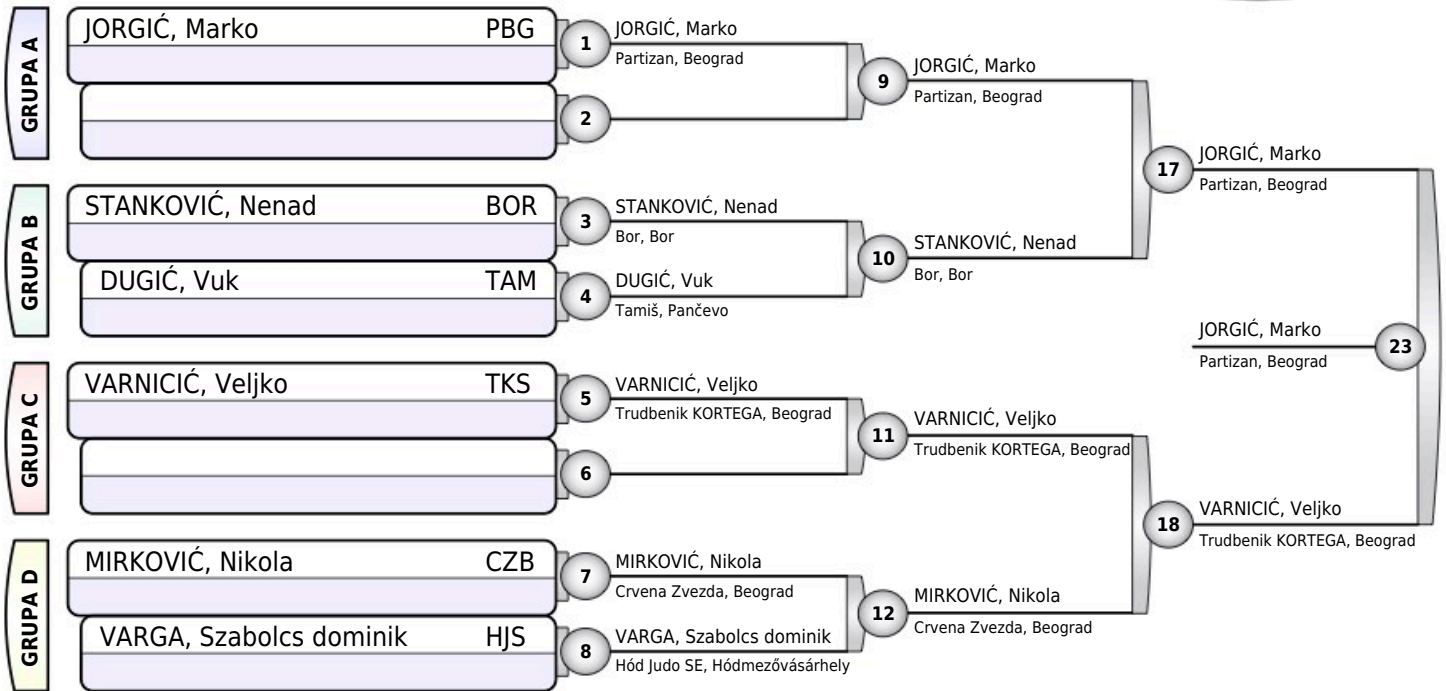 GRUPA A
JORGIĆ, Marko PBG
1
JORGIĆ, Marko
Partizan, Beograd
2
9
JORGIĆ, Marko
Partizan, Beograd
GRUPA B
STANKOVIĆ, Nenad BOR
DUGIĆ, Vuk TAM
3
STANKOVIĆ, Nenad
Bor, Bor
4
DUGIĆ, Vuk
Tamiš, Pančevo
10
STANKOVIĆ, Nenad
Bor, Bor
17
JORGIĆ, Marko
Partizan, Beograd
GRUPA C
VARNICIĆ, Veljko TKS
5
VARNICIĆ, Veljko
Trudbenik KORTEGA, Beograd
6
11
VARNICIĆ, Veljko
Trudbenik KORTEGA, Beograd
GRUPA D
MIRKOVIĆ, Nikola CZB
VARGA, Szabolcs dominik HJS
7
MIRKOVIĆ, Nikola
Crvena Zvezda, Beograd
8
VARGA, Szabolcs dominik
Hód Judo SE, Hódmezővásárhely
12
MIRKOVIĆ, Nikola
Crvena Zvezda, Beograd
18
VARNICIĆ, Veljko
Trudbenik KORTEGA, Beograd
JORGIĆ, Marko
Partizan, Beograd
23